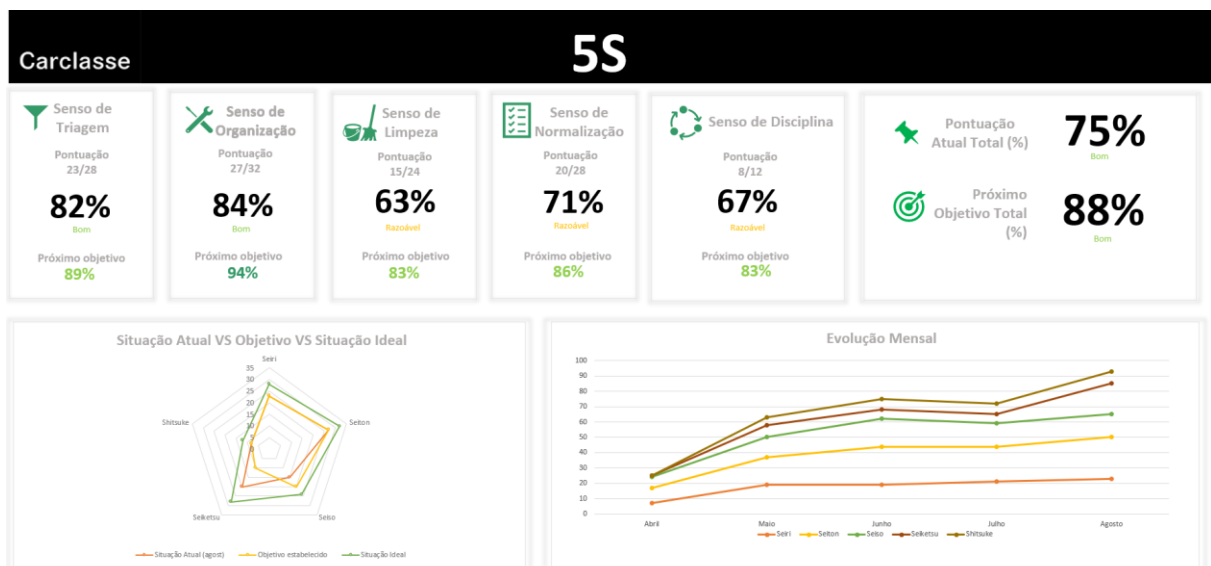 Carclasse
5S
Senso de
Triagem
Pontuação
23/28
82%
Bom
Próximo objetivo
89%
Senso de
Organização
Pontuação
27/32
84%
Bom
Próximo objetivo
94%
Senso de
Limpeza
Pontuação
15/24
63%
Razoável
Próximo objetivo
83%
Senso de
Normalização
Pontuação
20/28
71%
Razoável
Próximo objetivo
86%
Senso de Disciplina
Pontuação
8/12
67%
Razoável
Próximo objetivo
83%
Pontuação
Atual Total (%)
75%
Bom
Próximo
Objetivo Total
(%)
88%
Bom
Situação Atual VS Objetivo VS Situação Ideal
Seiri
35
30
25
20
15
10
5
0
Seiton
Seiso
Seiketsu
Shitsuke
Situação Atual (agost)
Objetivo estabelecido
Situação Ideal
Evolução Mensal
100
90
80
70
60
50
40
30
20
10
0
Abril Maio Junho Julho Agosto
Seiri Seiton Seiso Seiketsu Shitsuke